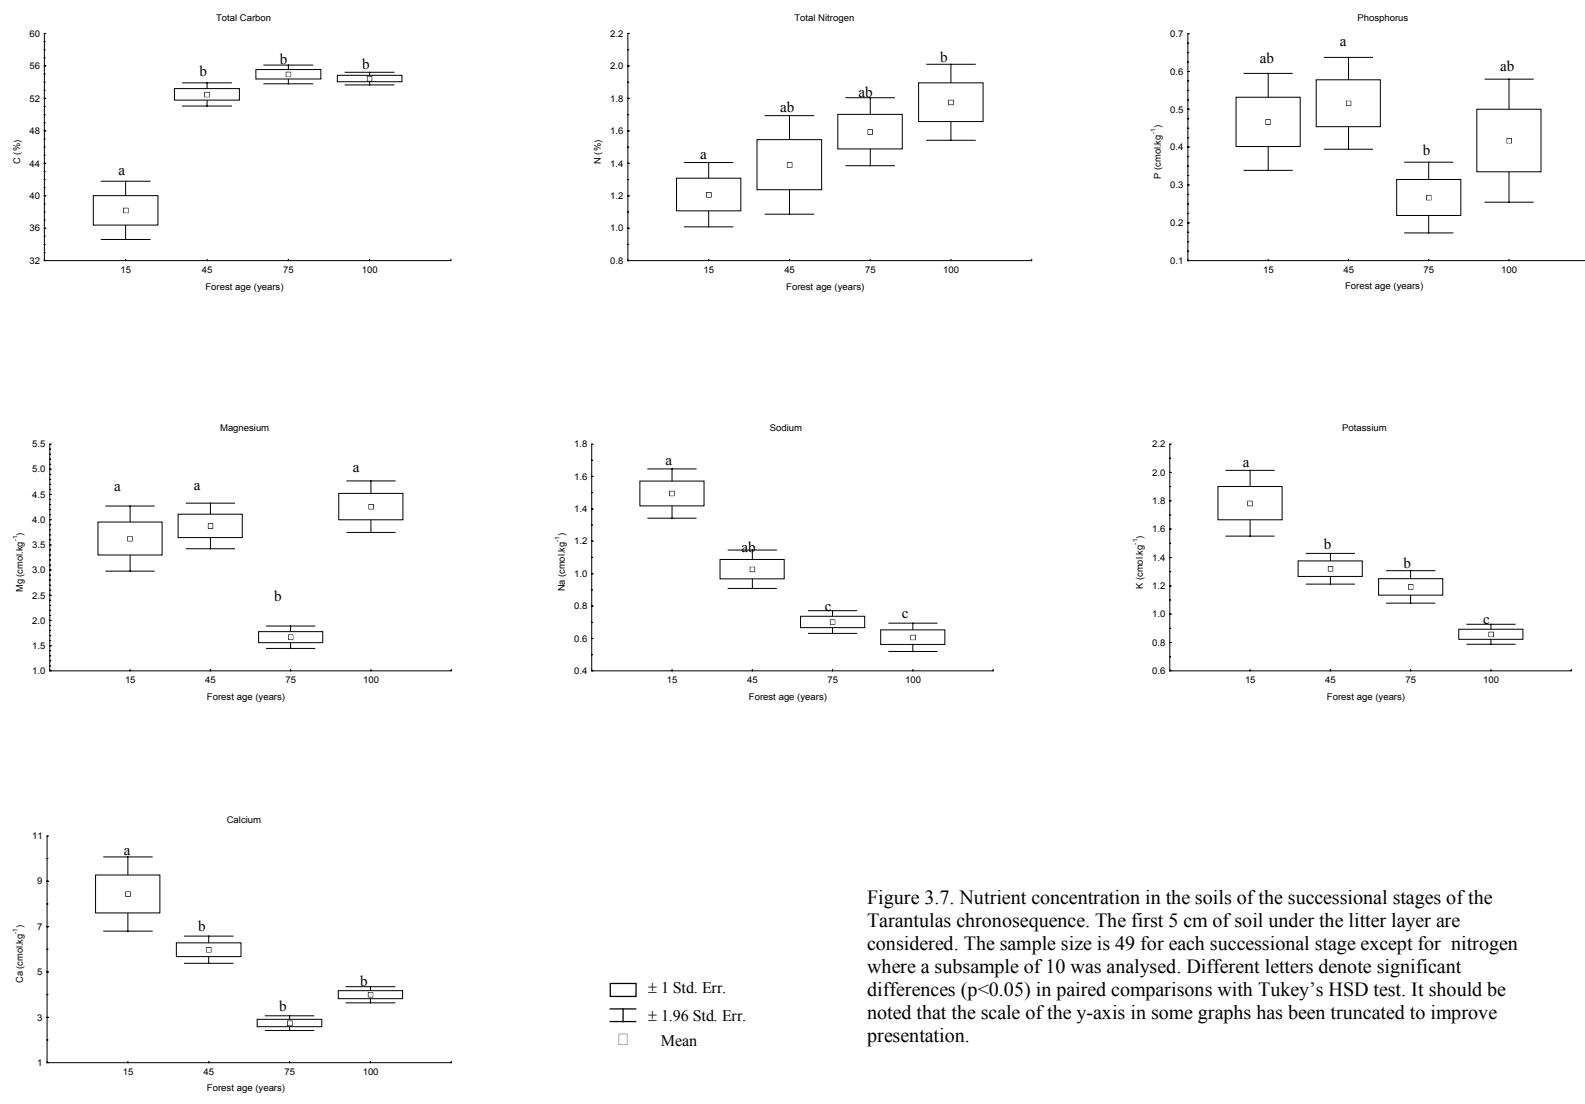 Total Carbon
60
56
52
48
44
40
36
32
C (%)
a
b
b
b
15 45 75 100
Forest age (years)
Total Nitrogen
2.2
2.0
1.8
1.6
1.4
1.2
1.0
0.8
N (%)
a
ab
ab
b
15 45 75 100
Forest age (years)
Phosphorus
0.7
0.6
0.5
0.4
0.3
0.2
0.1
P (cmol.kg⁻¹)
ab
a
b
ab
15 45 75 100
Forest age (years)
Magnesium
5.5
5.0
4.5
4.0
3.5
3.0
2.5
2.0
1.5
1.0
Mg (cmol.kg⁻¹)
a
a
b
a
15 45 75 100
Forest age (years)
Sodium
1.8
1.6
1.4
1.2
1.0
0.8
0.6
0.4
Na (cmol.kg⁻¹)
a
ab
c
c
15 45 75 100
Forest age (years)
Potassium
2.2
2.0
1.8
1.6
1.4
1.2
1.0
0.8
0.6
K (cmol.kg⁻¹)
a
b
b
c
15 45 75 100
Forest age (years)
Calcium
11
9
7
5
3
1
Ca (cmol.kg⁻¹)
a
b
b
b
15 45 75 100
Forest age (years)
± 1 Std. Err.
± 1.96 Std. Err.
Mean
Figure 3.7. Nutrient concentration in the soils of the successional stages of the
Tarantulas chronosequence. The first 5 cm of soil under the litter layer are
considered. The sample size is 49 for each successional stage except for nitrogen
where a subsample of 10 was analysed. Different letters denote significant
differences (p<0.05) in paired comparisons with Tukey's HSD test. It should be
noted that the scale of the y-axis in some graphs has been truncated to improve
presentation.